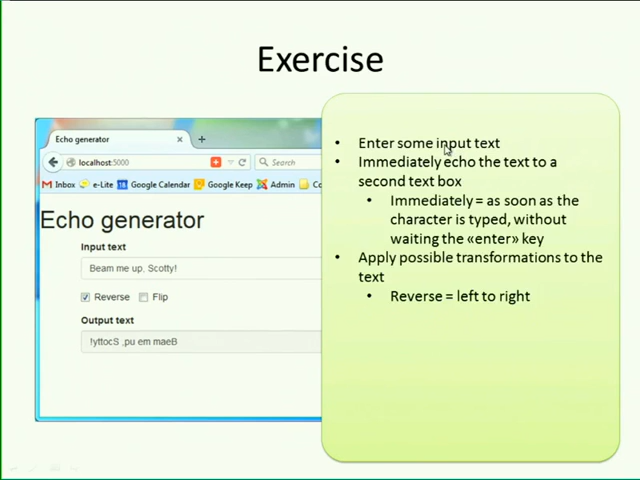 Exercise
Echo generator
localhost:5000
Search
Inbox e-Lite 18 Google Calendar Google Keep Admin Co
Echo generator
Input text
Beam me up, Scotty!
Reverse Flip
Output text
!yttocS ,pu em maeB
• Enter some input text
• Immediately echo the text to a
second text box
• Immediately = as soon as the
character is typed, without
waiting the «enter» key
• Apply possible transformations to the
text
• Reverse = left to right